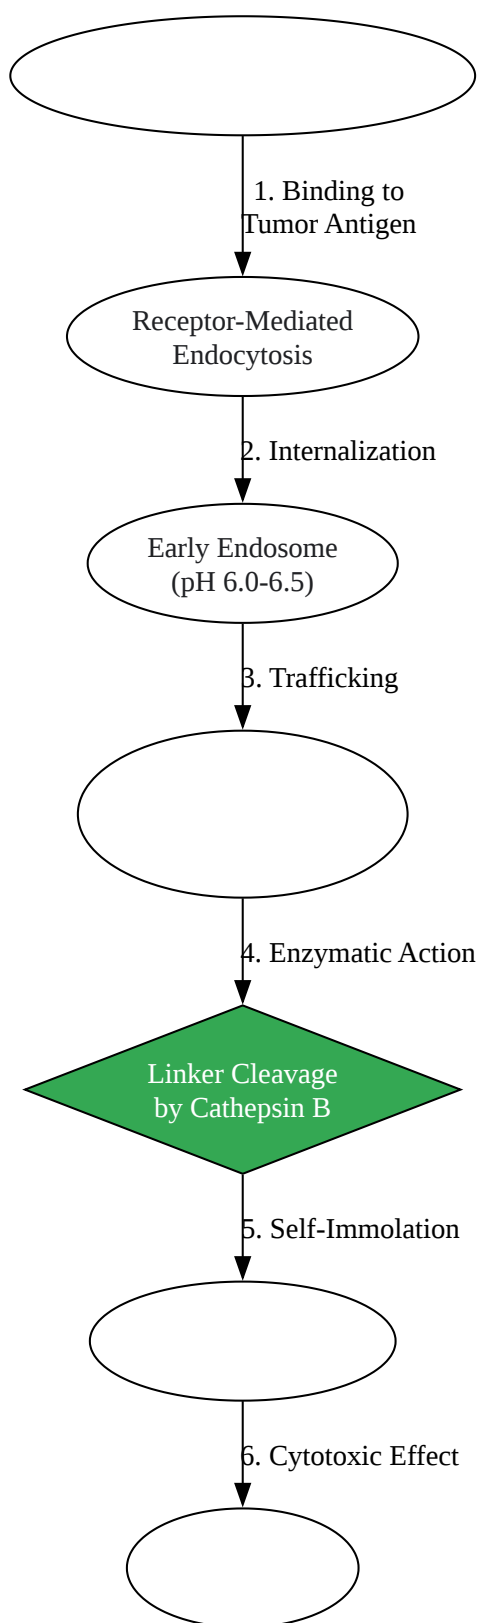 1. Binding to
Tumor Antigen
Receptor-Mediated
Endocytosis
2. Internalization
Early Endosome
(pH 6.0-6.5)
3. Trafficking
4. Enzymatic Action
Linker Cleavage
by Cathepsin B
5. Self-Immolation
6. Cytotoxic Effect